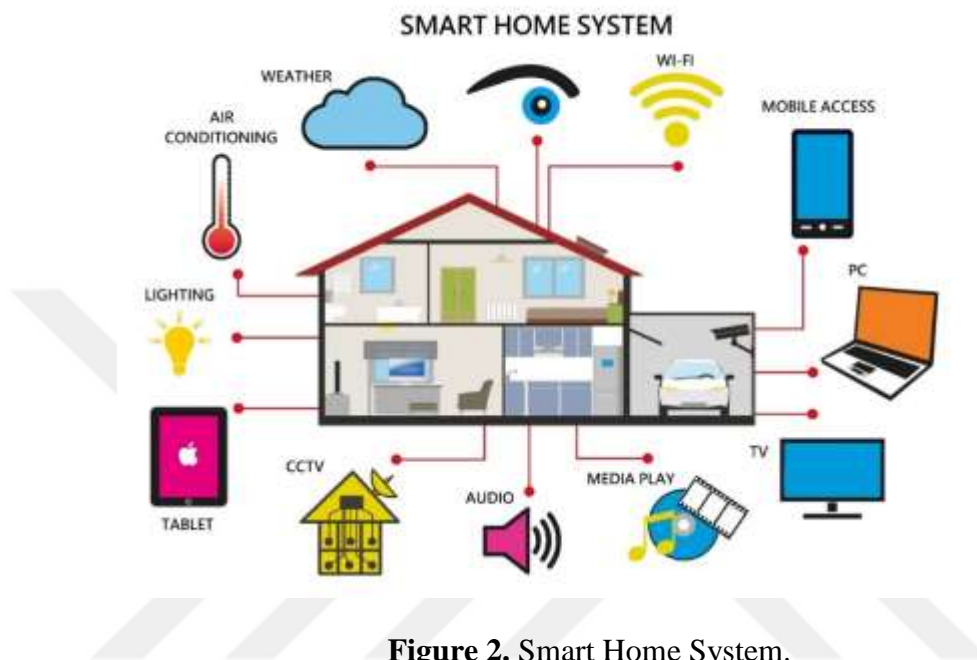 SMART HOME SYSTEM
WEATHER
WI-FI
AIR
CONDITIONING
MOBILE ACCESS
LIGHTING
PC
TABLET
CCTV
AUDIO
MEDIA PLAY
TV
Figure 2. Smart Home System.